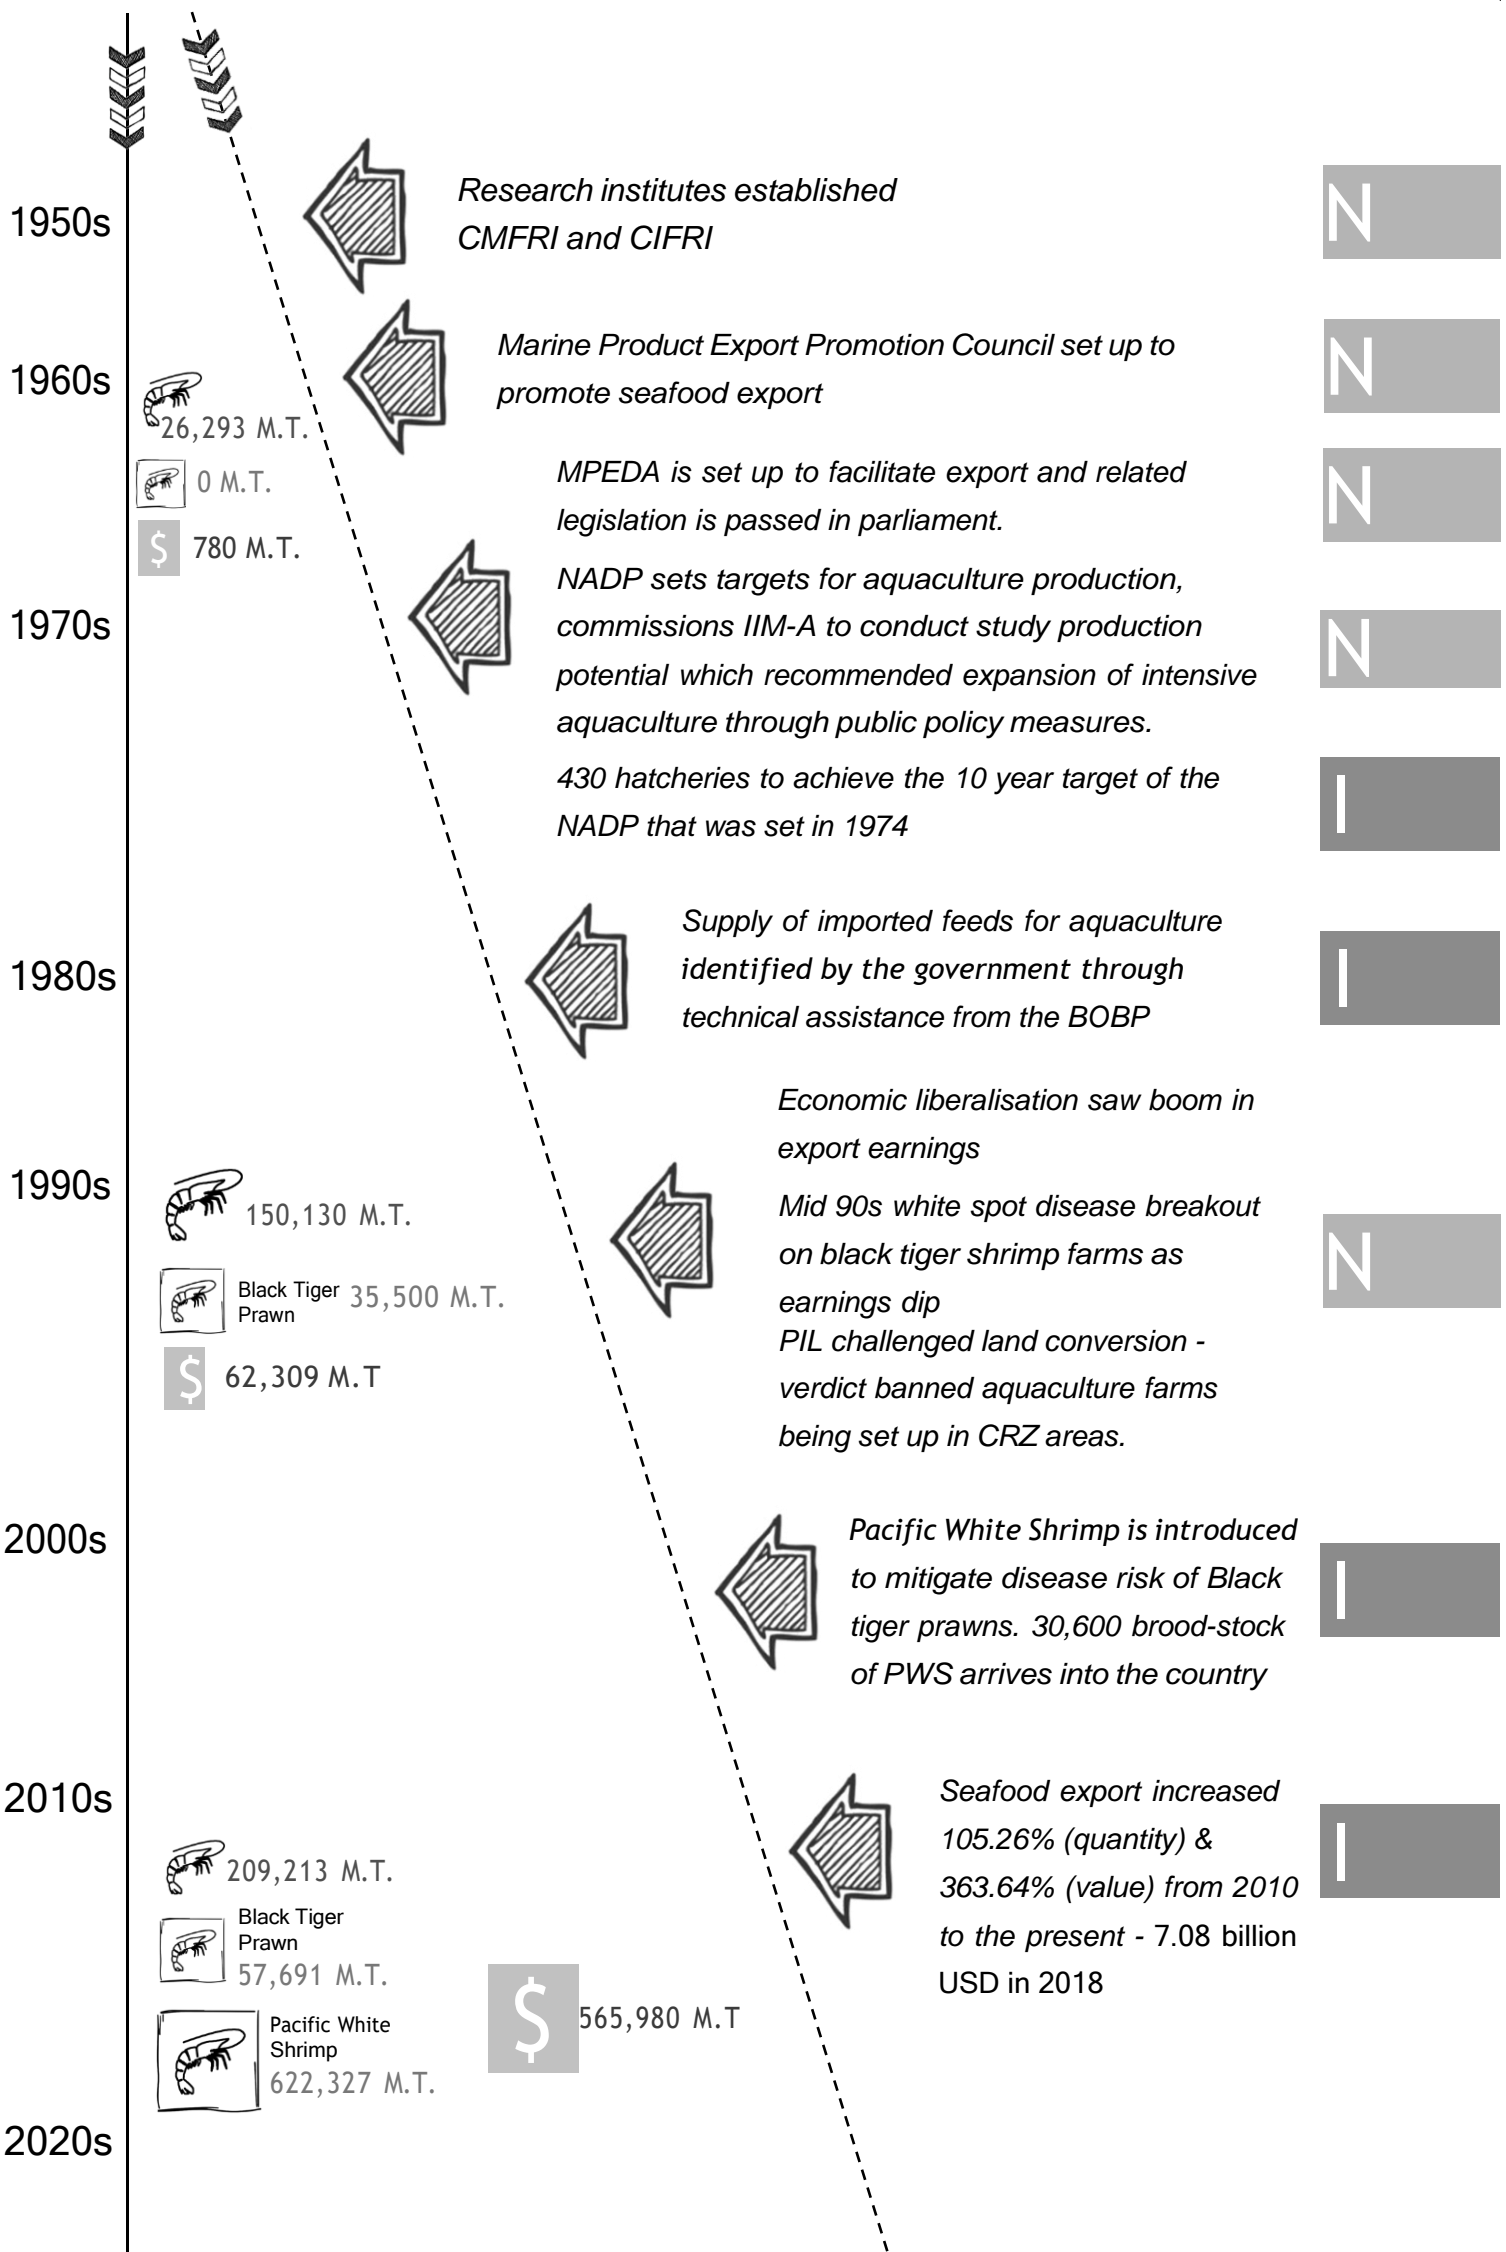 1950s
Research institutes established
CMFRI and CIFRI
N
1960s
Marine Product Export Promotion Council set up to
promote seafood export
N
26,293 M.T.
0 M.T.
$ 780 M.T.
MPEDA is set up to facilitate export and related
legislation is passed in parliament.
N
1970s
NADP sets targets for aquaculture production,
commissions IIM-A to conduct study production
potential which recommended expansion of intensive
aquaculture through public policy measures.
N
430 hatcheries to achieve the 10 year target of the
NADP that was set in 1974
I
1980s
Supply of imported feeds for aquaculture
identified by the government through
technical assistance from the BOBP
I
1990s
Economic liberalisation saw boom in
export earnings
Mid 90s white spot disease breakout
on black tiger shrimp farms as
earnings dip
PIL challenged land conversion -
verdict banned aquaculture farms
being set up in CRZ areas.
N
150,130 M.T.
Black Tiger
Prawn
35,500 M.T.
$ 62,309 M.T
2000s
Pacific White Shrimp is introduced
to mitigate disease risk of Black
tiger prawns. 30,600 brood-stock
of PWS arrives into the country
I
2010s
Seafood export increased
105.26% (quantity) &
363.64% (value) from 2010
to the present - 7.08 billion
USD in 2018
I
209,213 M.T.
Black Tiger
Prawn
57,691 M.T.
Pacific White
Shrimp
622,327 M.T.
$ 565,980 M.T
2020s